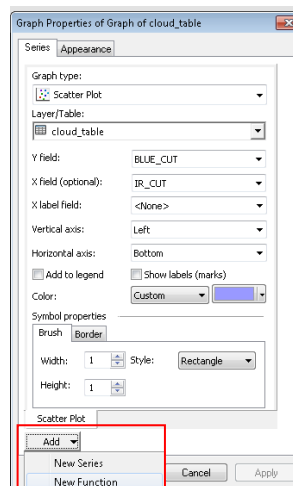 Graph Properties of Graph of cloud_table
Series Appearance
Graph type:
Scatter Plot
Layer/Table:
cloud_table
Y field: BLUE_CUT
X field (optional): IR_CUT
X label field: <None>
Vertical axis: Left
Horizontal axis: Bottom
Add to legend Show labels (marks)
Color: Custom
Symbol properties
Brush Border
Width: 1 Style: Rectangle
Height: 1
Scatter Plot
Add
New Series
Cancel Apply
New Function